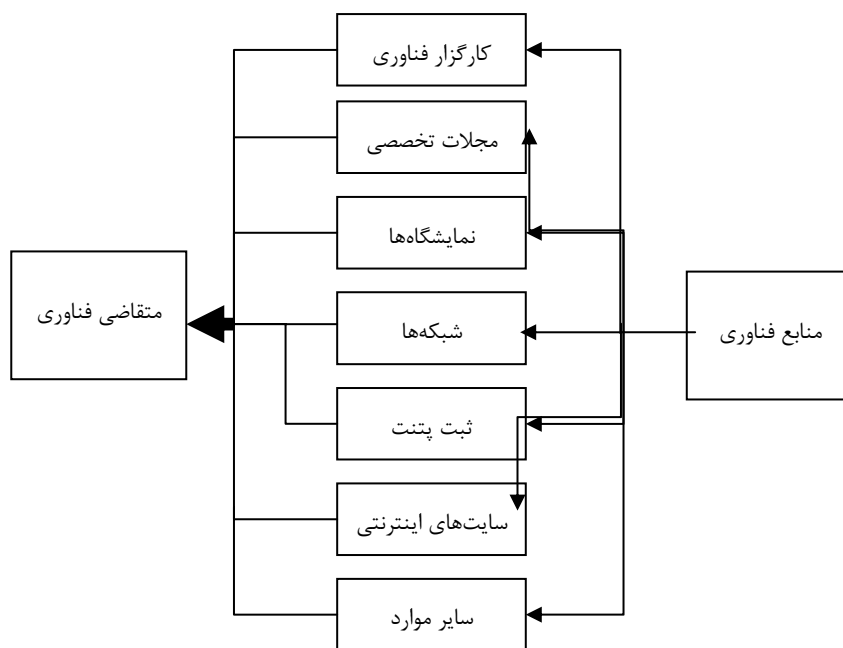 کارگزار فناوری
مجلات تخصصی
نمایشگاه‌ها
منابع فناوری
متقاضی فناوری
شبکه‌ها
ثبت پتنت
سایت‌های اینترنتی
سایر موارد